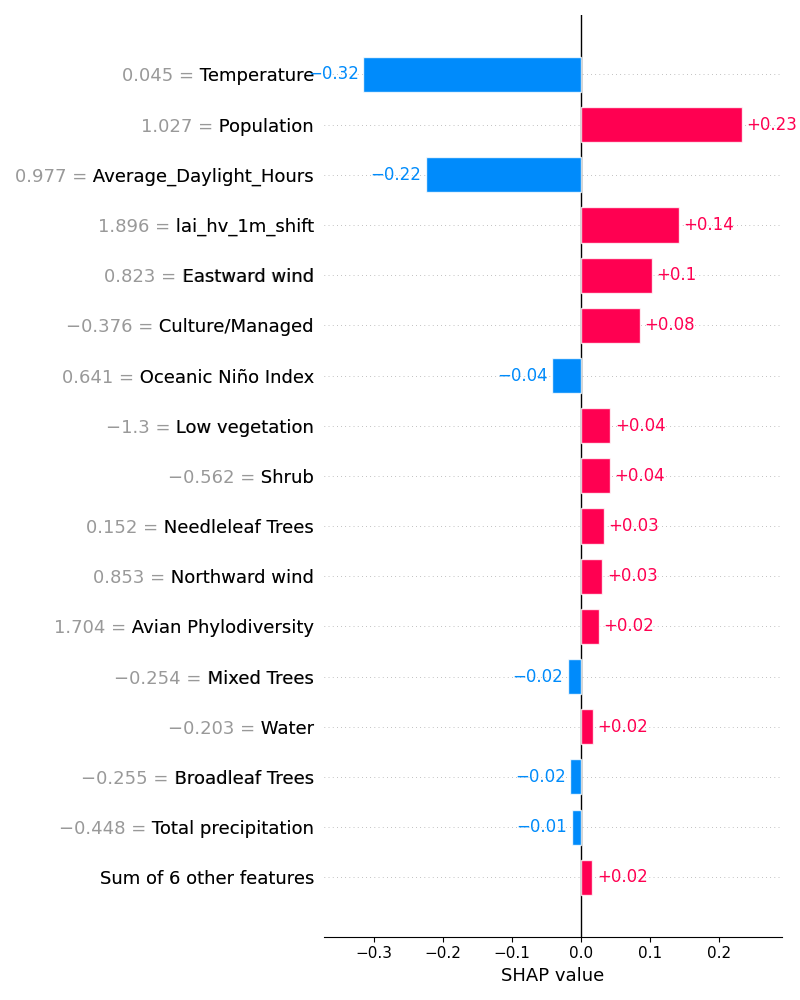 0.045 = Temperature −0.32
1.027 = Population +0.23
0.977 = Average_Daylight_Hours −0.22
1.896 = lai_hv_1m_shift +0.14
0.823 = Eastward wind +0.1
−0.376 = Culture/Managed +0.08
0.641 = Oceanic Niño Index −0.04
−1.3 = Low vegetation +0.04
−0.562 = Shrub +0.04
0.152 = Needleleaf Trees +0.03
0.853 = Northward wind +0.03
1.704 = Avian Phylodiversity +0.02
−0.254 = Mixed Trees −0.02
−0.203 = Water +0.02
−0.255 = Broadleaf Trees −0.02
−0.448 = Total precipitation −0.01
Sum of 6 other features +0.02
−0.3 −0.2 −0.1 0.0 0.1 0.2
SHAP value